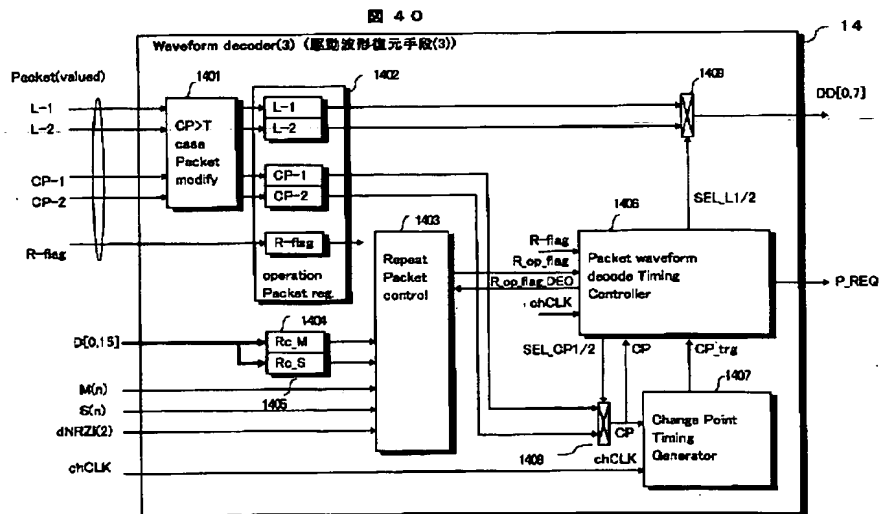 図 40
14
Waveform decoder(3) (駆動波形復元手段(3))
Packet(valued)
L-1
L-2
CP-1
CP-2
R-flag
1401
CP>T
case
Packet
modify
1402
L-1
L-2
CP-1
CP-2
R-flag
operation
Packet reg.
1403
Repeat
Packet
control
1409
DD[0,7]
SEL_L1/2
1406
R-flag
R_op_flag
R_op_flag_DEO
chCLK
Packet waveform
decode Timing
Controller
P_REQ
D[0,15]
1404
Rc_M
Rc_S
1405
M(n)
S(n)
dNRZI(2)
chCLK
SEL_CP1/2
CP
CP_trg
1407
CP
1408
chCLK
Change Point
Timing
Generator